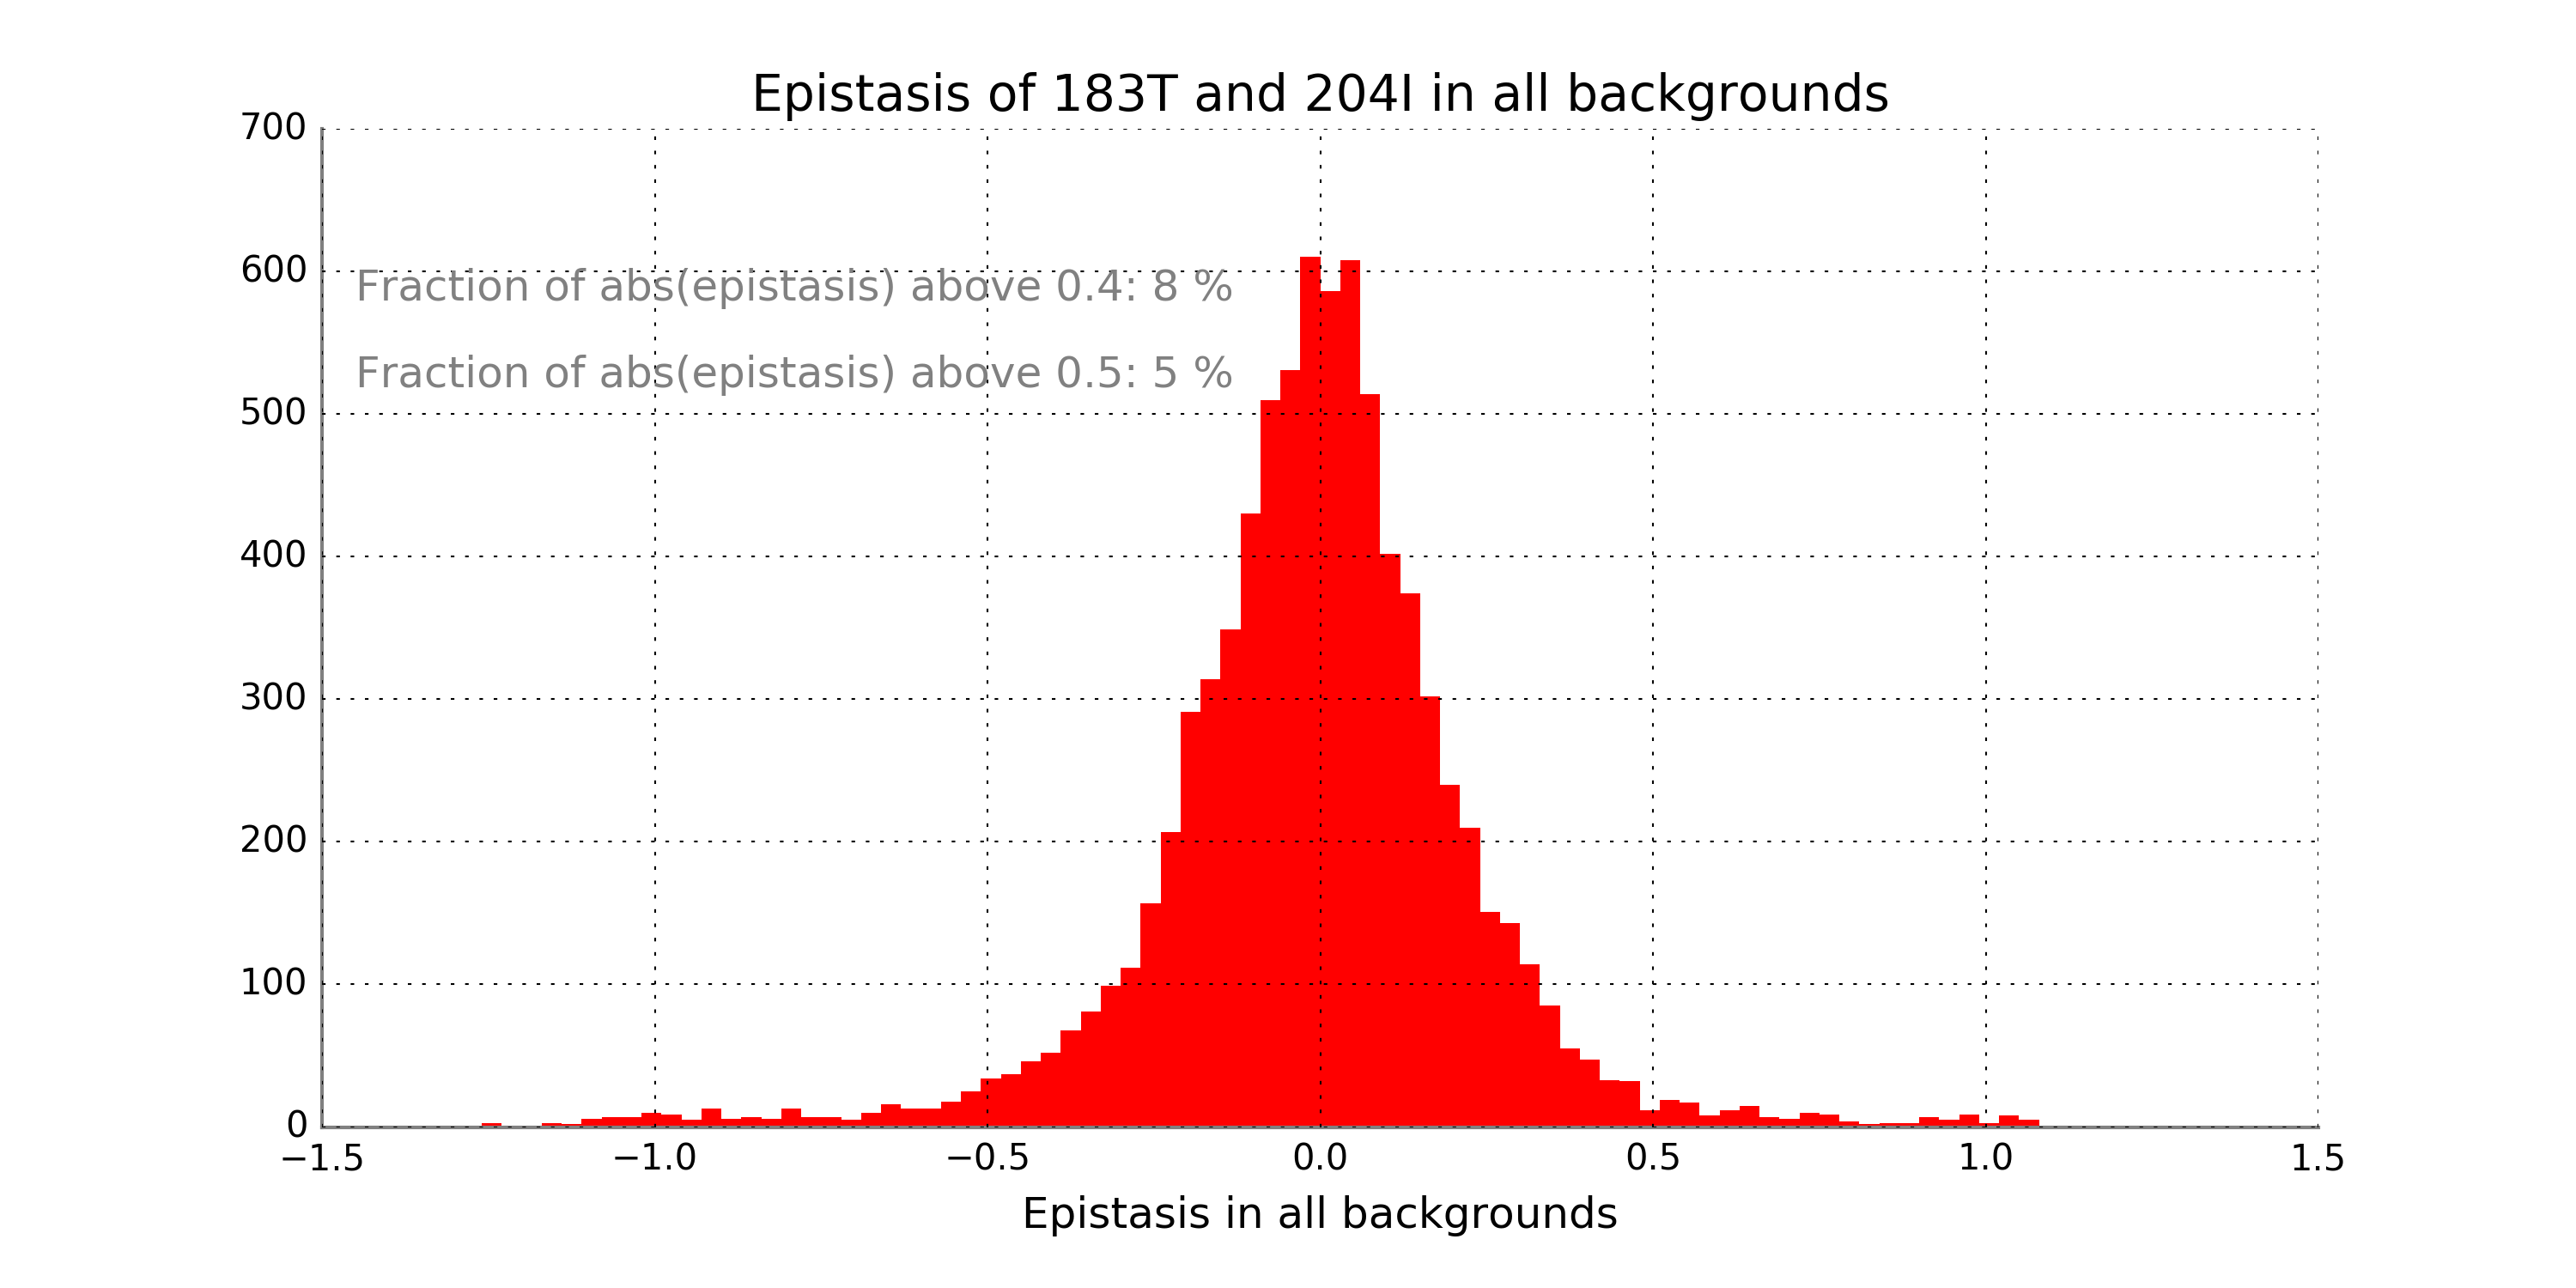 Epistasis of 183T and 204I in all backgrounds
700
600
Fraction of abs(epistasis) above 0.4: 8 %
Fraction of abs(epistasis) above 0.5: 5 %
500
400
300
200
100
0
−1.5 −1.0 −0.5 0.0 0.5 1.0 1.5
Epistasis in all backgrounds